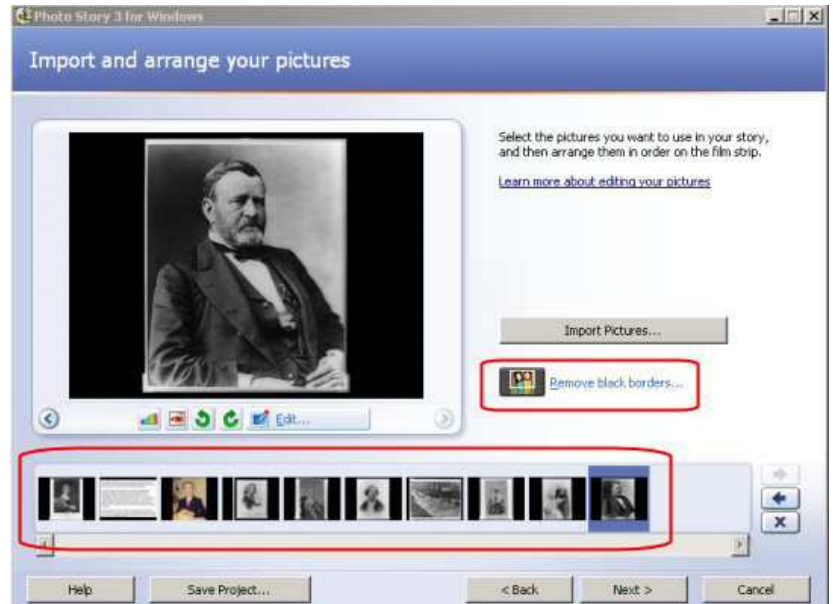 Photo Story 3 for Windows
Import and arrange your pictures
Select the pictures you want to use in your story,
and then arrange them in order on the film strip.
Learn more about editing your pictures
Import Pictures...
Remove black borders...
Edit...
Help
Save Project...
< Back
Next >
Cancel